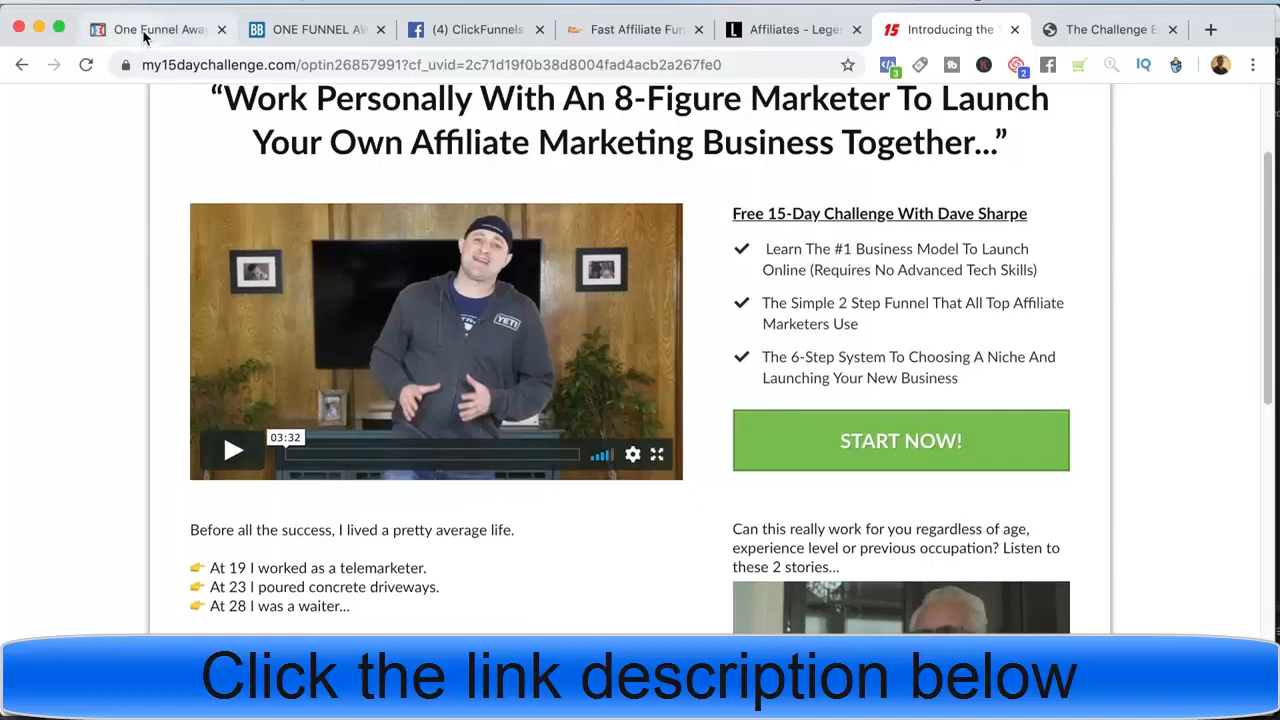 One Funnel Away
ONE FUNNEL AW
(4) ClickFunnels
Fast Affiliate Fun
Affiliates - Lege
Introducing the
The Challenge E
my15daychallenge.com/optin26857991?cf_uvid=2c71d19f0b38d8004fad4acb2a267fe0
“Work Personally With An 8-Figure Marketer To Launch
Your Own Affiliate Marketing Business Together...”
Free 15-Day Challenge With Dave Sharpe
Learn The #1 Business Model To Launch
Online (Requires No Advanced Tech Skills)
The Simple 2 Step Funnel That All Top Affiliate
Marketers Use
The 6-Step System To Choosing A Niche And
Launching Your New Business
YETI
03:32
START NOW!
Before all the success, I lived a pretty average life.
👉 At 19 I worked as a telemarketer.
👉 At 23 I poured concrete driveways.
👉 At 28 I was a waiter...
Can this really work for you regardless of age,
experience level or previous occupation? Listen to
these 2 stories...
Click the link description below